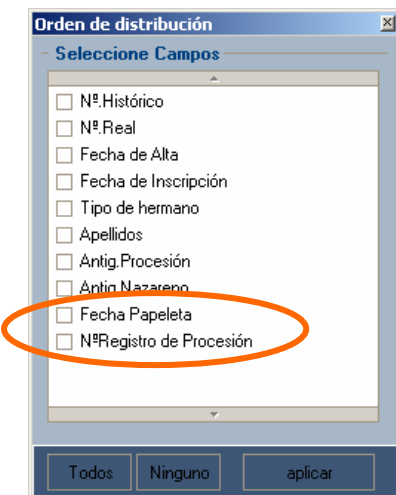 Orden de distribución
Seleccione Campos
Nº.Histórico
Nº.Real
Fecha de Alta
Fecha de Inscripción
Tipo de hermano
Apellidos
Antig.Procesión
Antig.Nazareno
Fecha Papeleta
NºRegistro de Procesión
Todos Ninguno aplicar